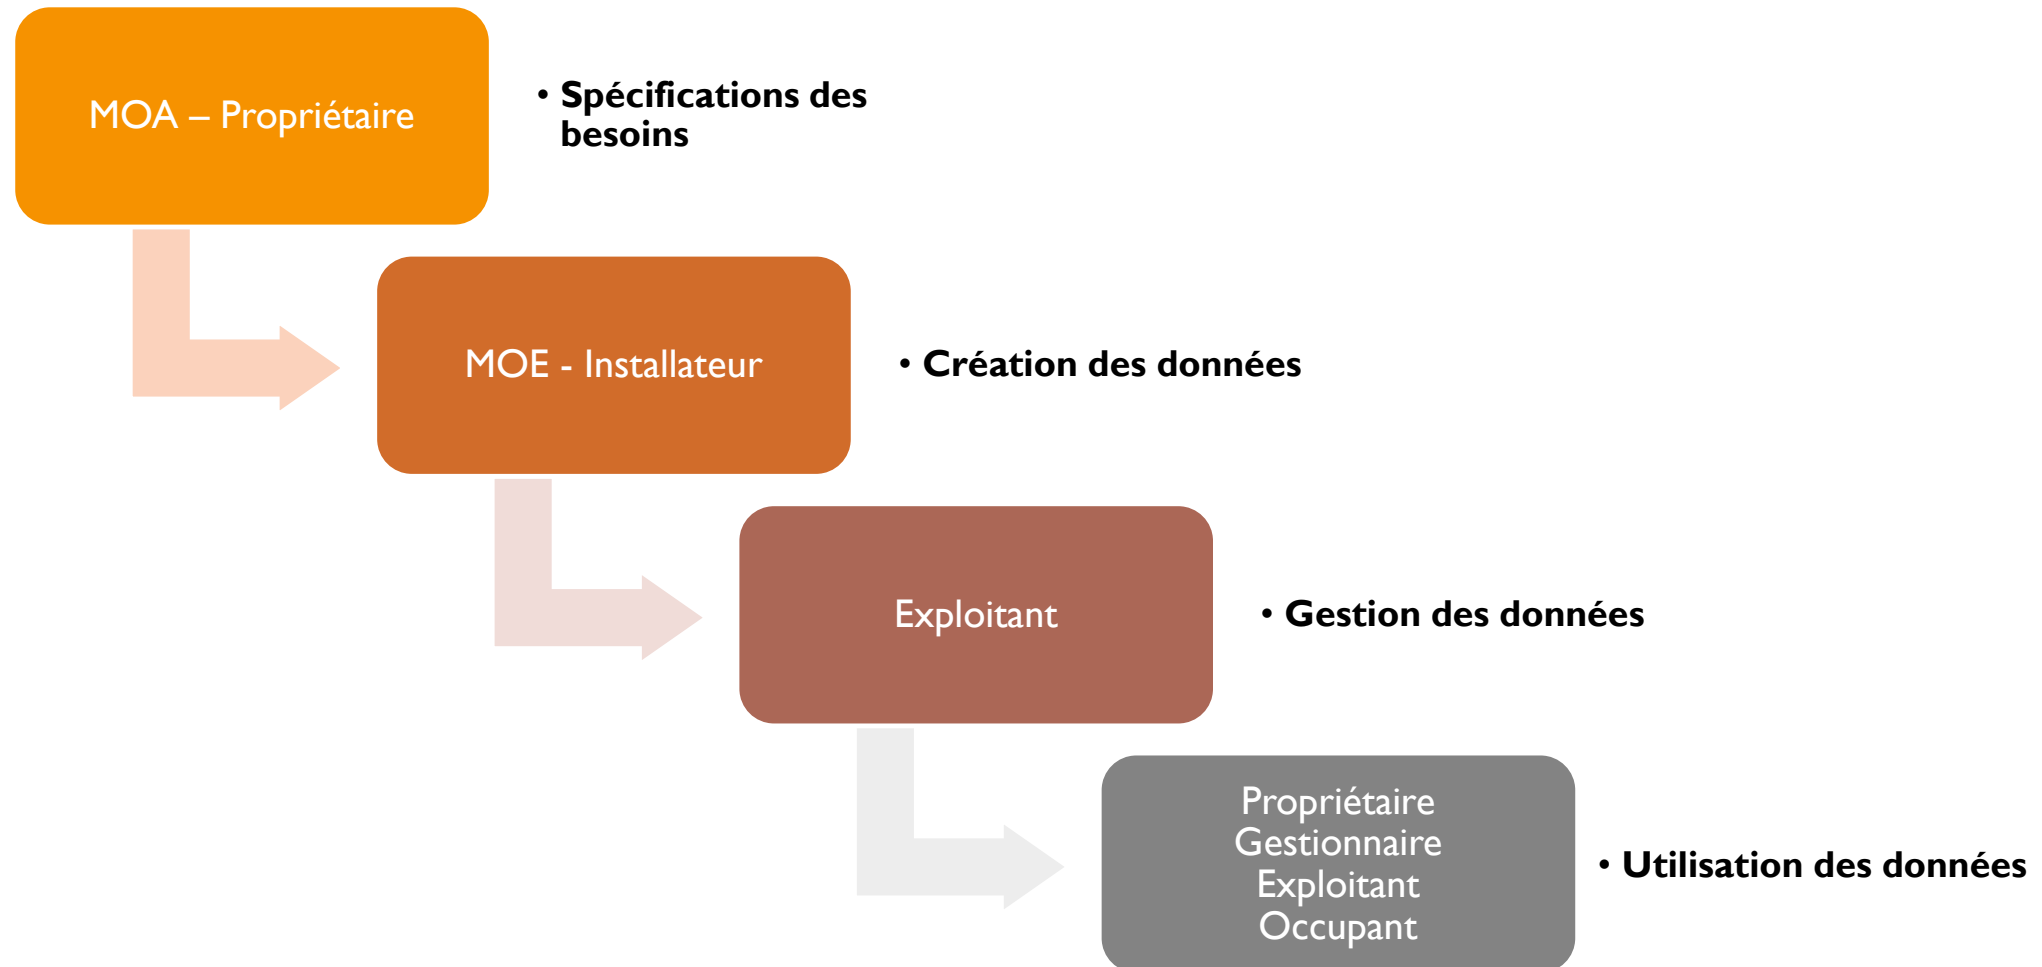 MOA – Propriétaire
• Spécifications des
besoins
MOE - Installateur
• Création des données
Exploitant
• Gestion des données
Propriétaire
Gestionnaire
Exploitant
Occupant
• Utilisation des données